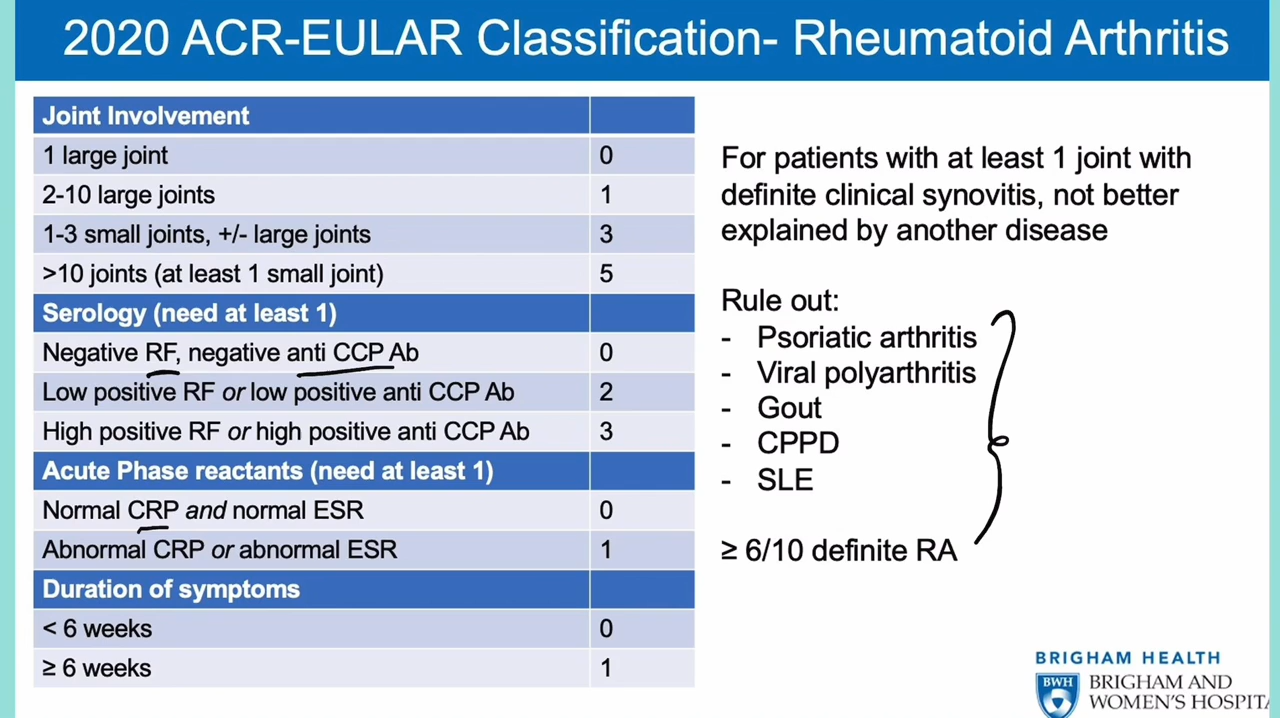 2020 ACR-EULAR Classification- Rheumatoid Arthritis
Joint Involvement
1 large joint 0
2-10 large joints 1
1-3 small joints, +/- large joints 3
>10 joints (at least 1 small joint) 5
Serology (need at least 1)
Negative RF, negative anti CCP Ab 0
Low positive RF or low positive anti CCP Ab 2
High positive RF or high positive anti CCP Ab 3
Acute Phase reactants (need at least 1)
Normal CRP and normal ESR 0
Abnormal CRP or abnormal ESR 1
Duration of symptoms
< 6 weeks 0
≥ 6 weeks 1
For patients with at least 1 joint with
definite clinical synovitis, not better
explained by another disease
Rule out:
- Psoriatic arthritis
- Viral polyarthritis
- Gout
- CPPD
- SLE
≥ 6/10 definite RA
BRIGHAM HEALTH
BWH
BRIGHAM AND
WOMEN'S HOSPITA